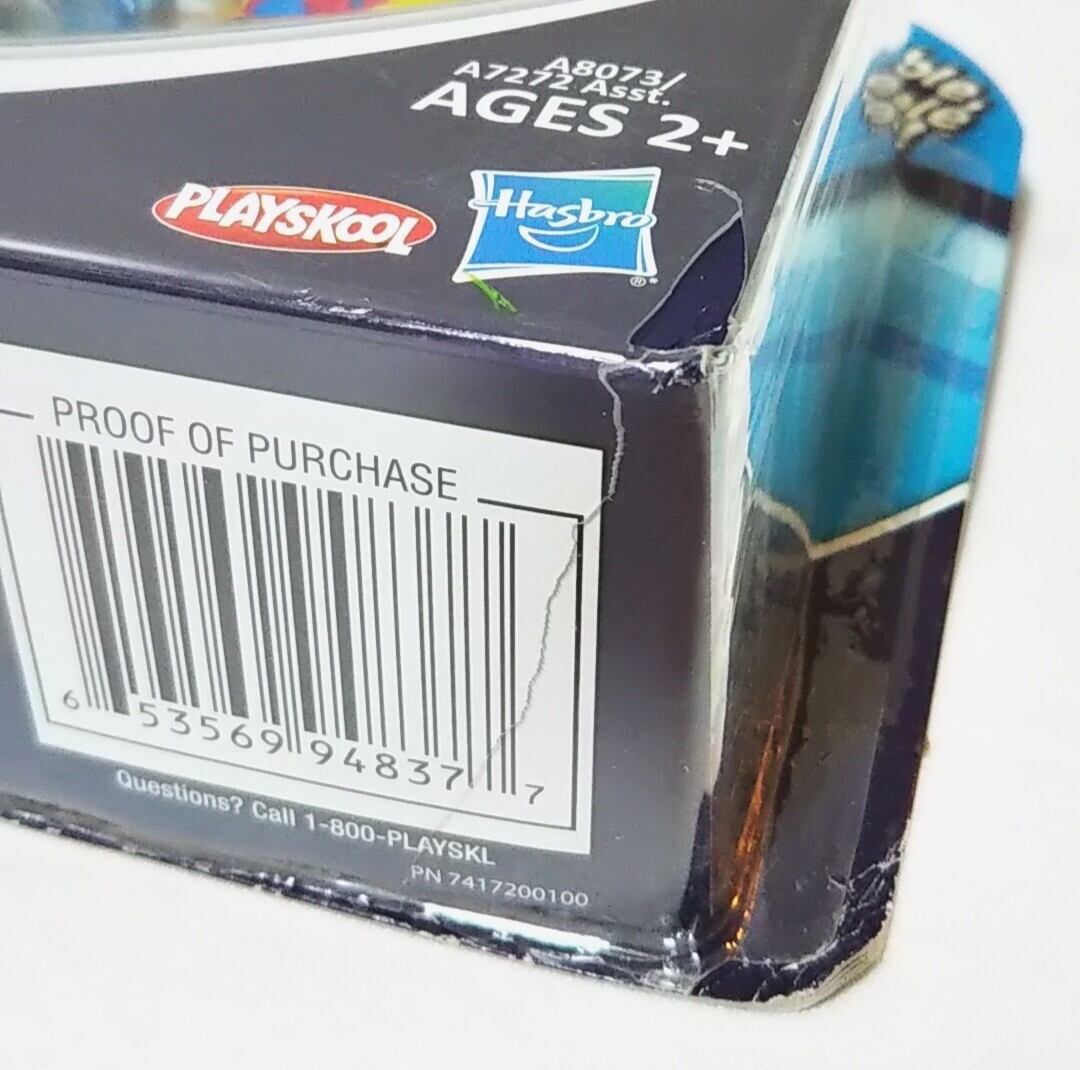 A8073/
A7272 Asst.
AGES 2+
PLAYSKOOL
Hasbro
®*
PROOF OF PURCHASE
6 53569 94837 7
Questions? Call 1-800-PLAYSKL
PN 7417200100